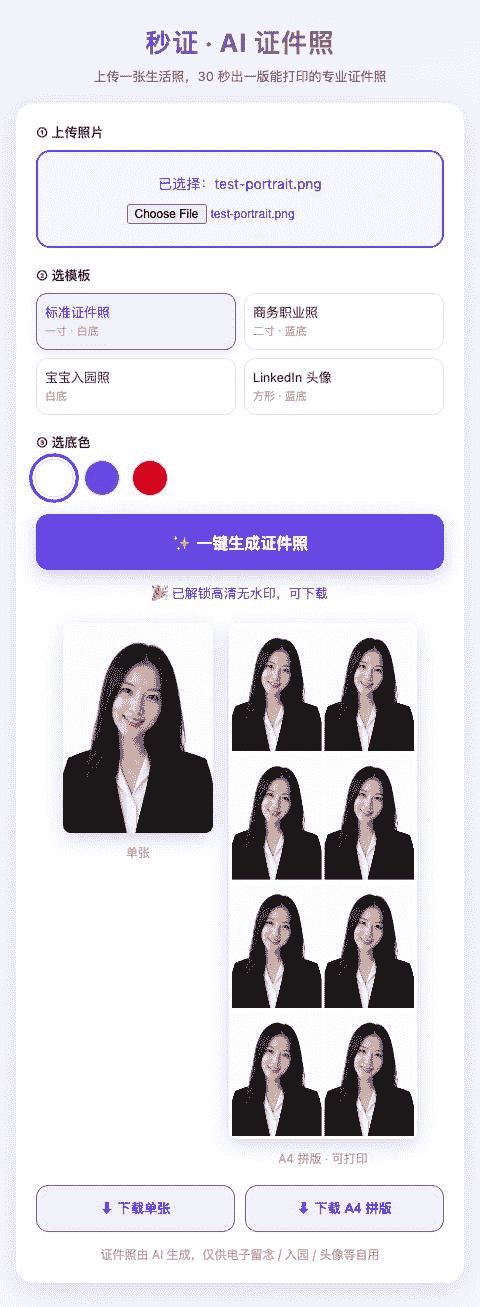 秒证 · AI 证件照
上传一张生活照，30 秒出一版能打印的专业证件照
① 上传照片
已选择：test-portrait.png
Choose File test-portrait.png
② 选模板
标准证件照
一寸 · 白底
商务职业照
二寸 · 蓝底
宝宝入园照
白底
LinkedIn 头像
方形 · 蓝底
③ 选底色
✨ 一键生成证件照
🎉 已解锁高清无水印，可下载
单张
A4 拼版 · 可打印
⬇ 下载单张
⬇ 下载 A4 拼版
证件照由 AI 生成，仅供电子留念 / 入园 / 头像等自用